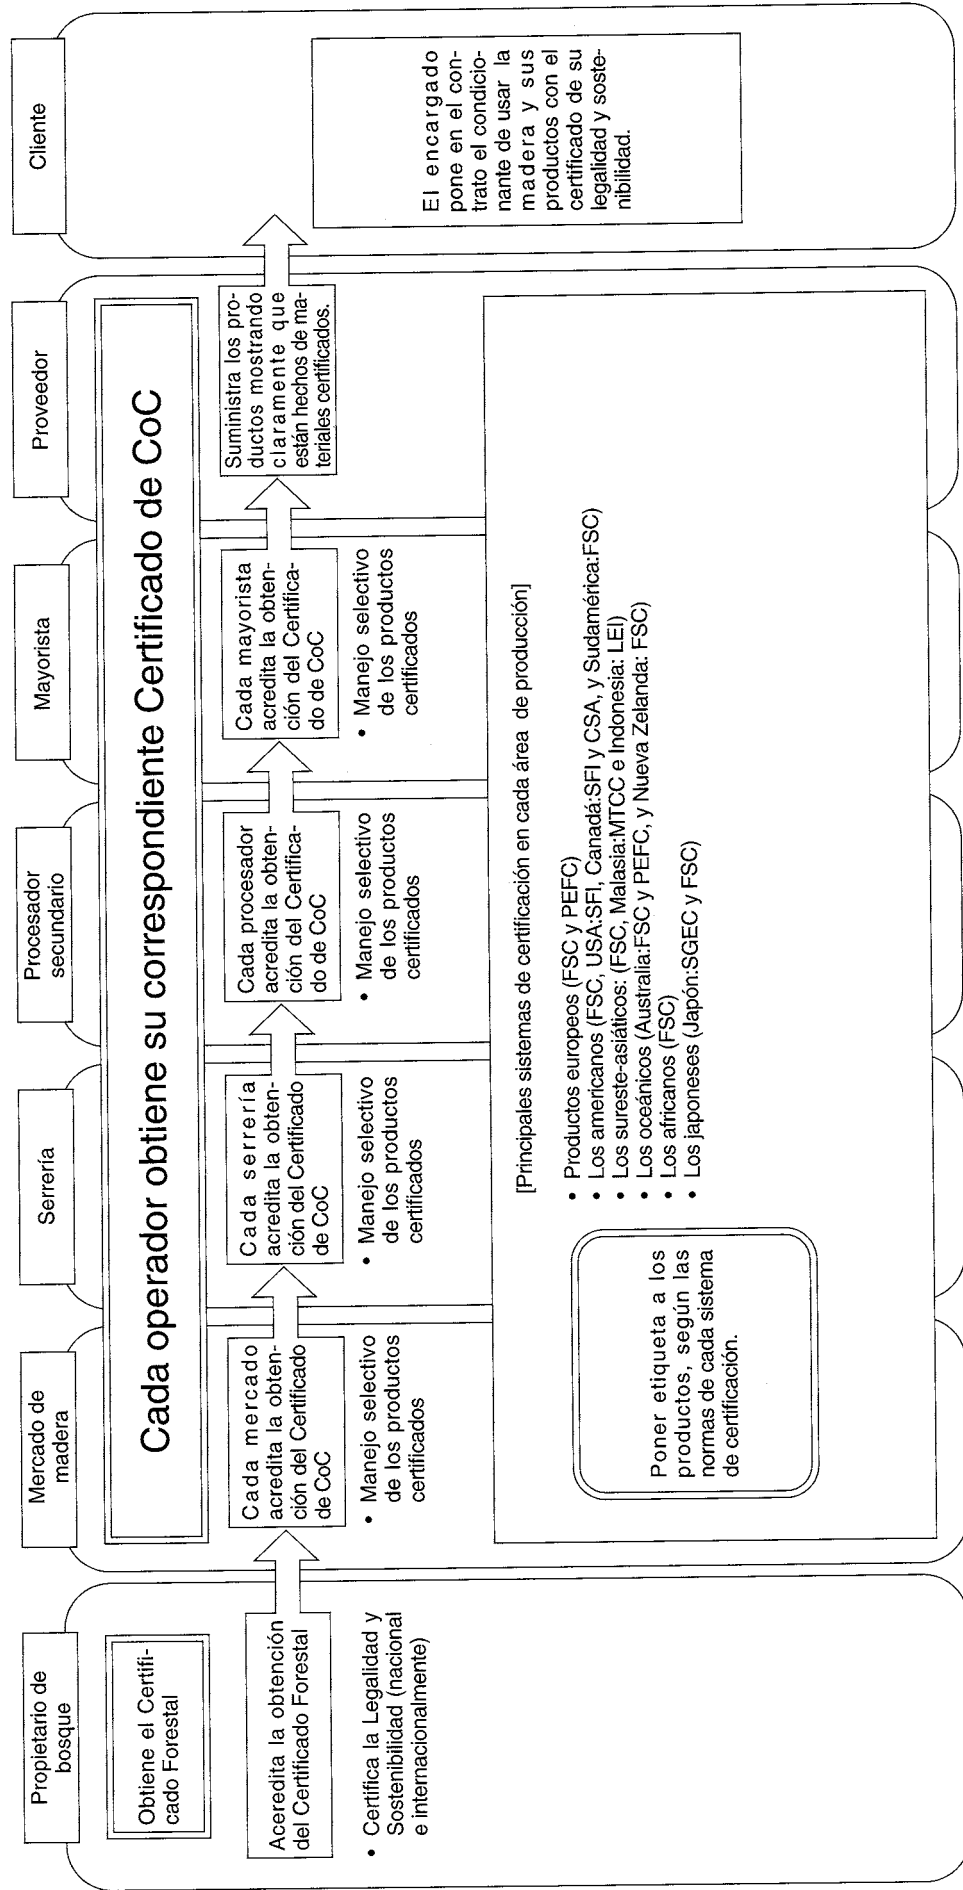 Propietario de
bosque
Obtiene el Certifi-
cado Forestal
Aceredita la obtención
del Certificado Forestal
• Certifica la Legalidad y
Sostenibilidad (nacional
e internacionalmente)
Mercado de
madera
Serrería
Procesador
secundario
Mayorista
Proveedor
Cliente
Cada operador obtiene su correspondiente Certificado de CoC
Cada mercado
acredita la obten-
ción del Certificado
de CoC
• Manejo selectivo
de los productos
certificados
Cada serrería
acredita la obten-
ción del Certificado
de CoC
• Manejo selectivo
de los productos
certificados
Cada procesador
acredita la obten-
ción del Certifica-
do de CoC
• Manejo selectivo
de los productos
certificados
Cada mayorista
acredita la obten-
ción del Certifica-
do de CoC
• Manejo selectivo
de los productos
certificados
Suministra los pro-
ductos mostrando
claramente que
están hechos de ma-
teriales certificados.
El encargado
pone en el con-
trato el condicio-
nante de usar la
madera y sus
productos con el
certificado de su
legalidad y soste-
nibilidad.
Poner etiqueta a los
productos, según las
normas de cada sistema
de certificación.
[Principales sistemas de certificación en cada área de producción]
• Productos europeos (FSC y PEFC)
• Los americanos (FSC, USA:SFI, Canadá:SFI y CSA, y Sudamérica:FSC)
• Los sureste-asiáticos: (FSC, Malasia:MTCC e Indonesia: LEI)
• Los oceánicos (Australia:FSC y PEFC, y Nueva Zelanda: FSC)
• Los africanos (FSC)
• Los japoneses (Japón:SGEC y FSC)